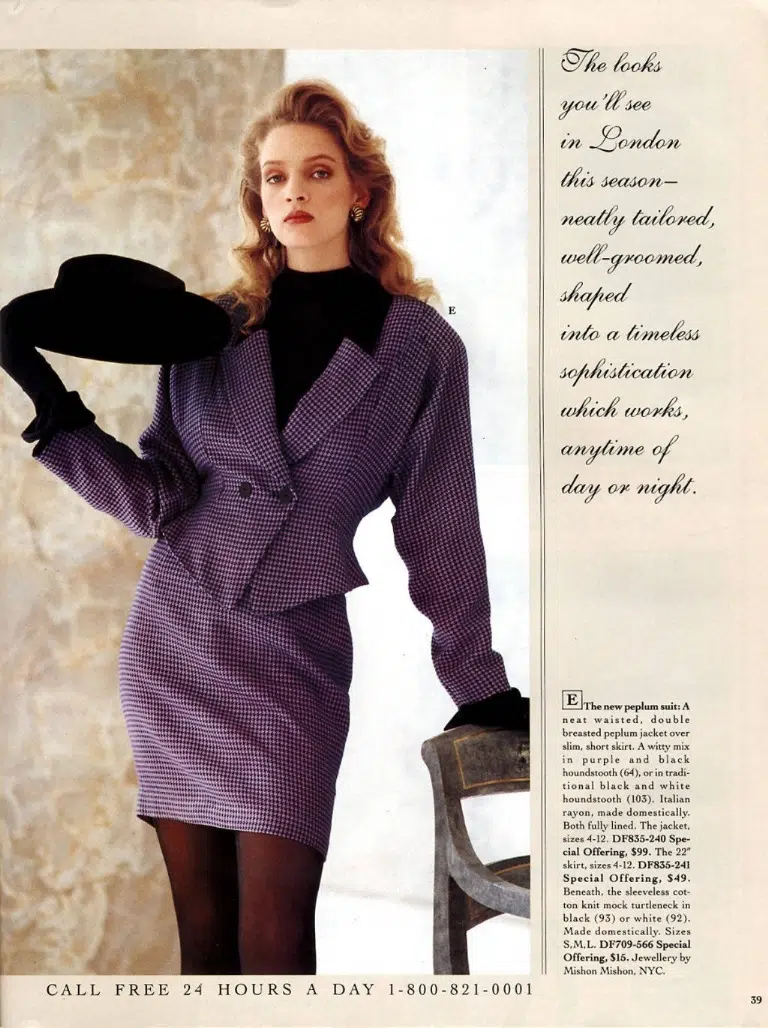 The looks
you'll see
in London
this season—
neatly tailored,
well-groomed,
shaped
into a timeless
sophistication
which works,
anytime of
day or night.
E
E The new peplum suit: A
neat waisted, double
breasted peplum jacket over
slim, short skirt. A witty mix
in purple and black
houndstooth (64), or in tradi-
tional black and white
houndstooth (103). Italian
rayon, made domestically.
Both fully lined. The jacket,
sizes 4-12. DF835-240 Spe-
cial Offering, $99. The 22"
skirt, sizes 4-12. DF835-241
Special Offering, $49.
Beneath, the sleeveless cot-
ton knit mock turtleneck in
black (93) or white (92).
Made domestically. Sizes
S,M,L. DF709-566 Special
Offering, $15. Jewellery by
Mishon Mishon, NYC.
CALL FREE 24 HOURS A DAY 1-800-821-0001
39